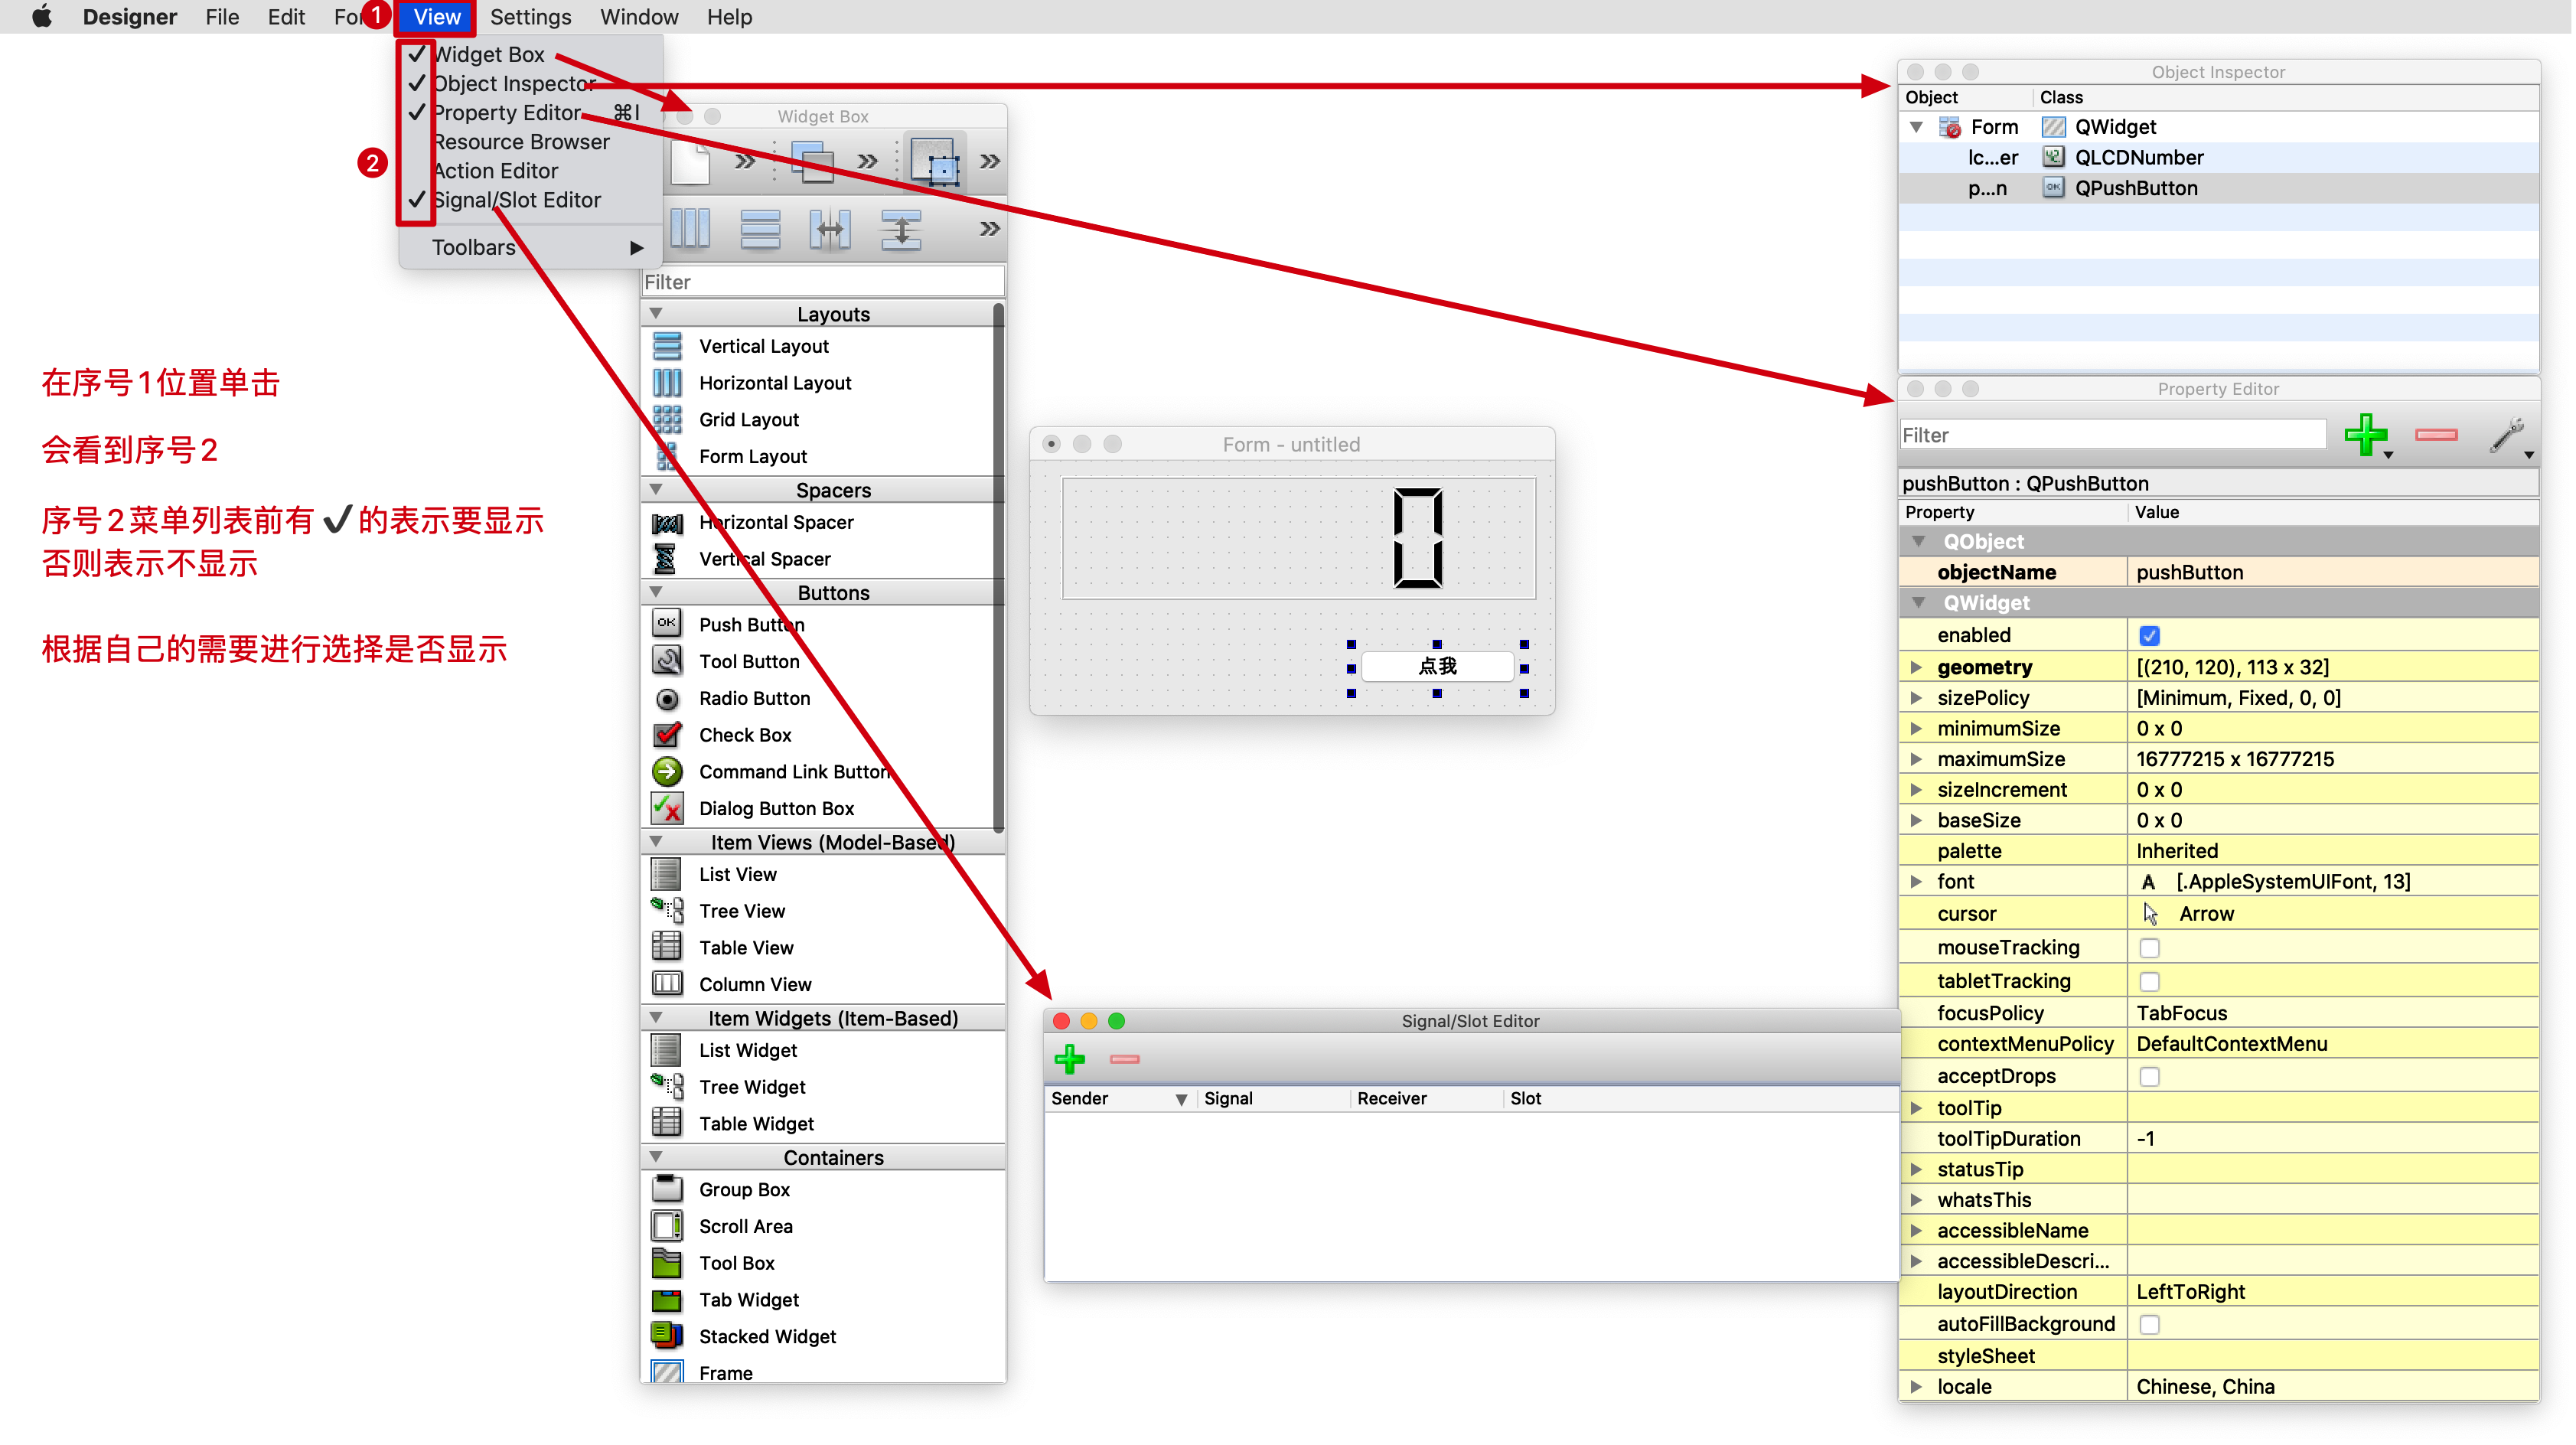 Designer File Edit Fo 1 View Settings Window Help
Widget Box
Object Inspector
Property Editor ⌘I
Resource Browser
2
Action Editor
Signal/Slot Editor
Toolbars
在序号1位置单击
会看到序号2
序号2菜单列表前有 ✓的表示要显示
否则表示不显示
根据自己的需要进行选择是否显示
Widget Box
Filter
Layouts
Vertical Layout
Horizontal Layout
Grid Layout
Form Layout
Spacers
Horizontal Spacer
Vertical Spacer
Buttons
OK Push Button
Tool Button
Radio Button
Check Box
Command Link Button
Dialog Button Box
Item Views (Model-Based)
List View
Tree View
Table View
Column View
Item Widgets (Item-Based)
List Widget
Tree Widget
Table Widget
Containers
Group Box
Scroll Area
Tool Box
Tab Widget
Stacked Widget
Frame
Form - untitled
0
点我
Signal/Slot Editor
Sender Signal Receiver Slot
Object Inspector
Object Class
Form QWidget
lc...er 42 QLCDNumber
p...n OK QPushButton
Property Editor
Filter
pushButton : QPushButton
Property Value
QObject
objectName pushButton
QWidget
enabled
geometry [(210, 120), 113 x 32]
sizePolicy [Minimum, Fixed, 0, 0]
minimumSize 0 x 0
maximumSize 16777215 x 16777215
sizeIncrement 0 x 0
baseSize 0 x 0
palette Inherited
font A [.AppleSystemUIFont, 13]
cursor Arrow
mouseTracking
tabletTracking
focusPolicy TabFocus
contextMenuPolicy DefaultContextMenu
acceptDrops
toolTip
toolTipDuration -1
statusTip
whatsThis
accessibleName
accessibleDescri...
layoutDirection LeftToRight
autoFillBackground
styleSheet
locale Chinese, China